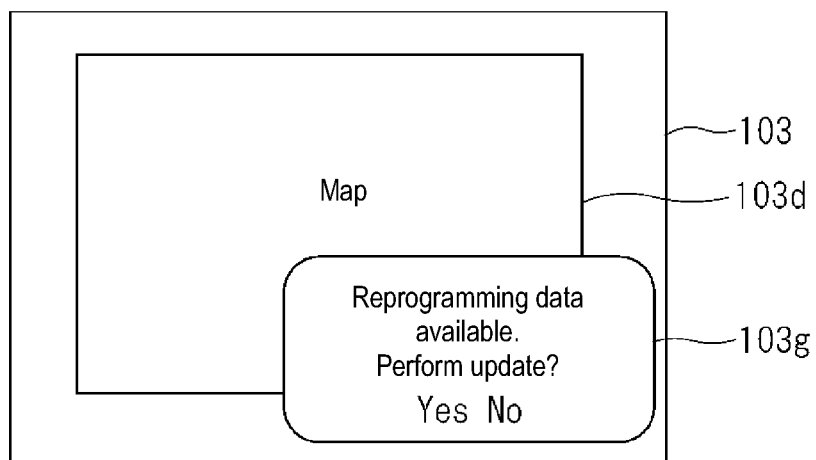 103
Map
103d
Reprogramming data
available.
Perform update?
103g
Yes No